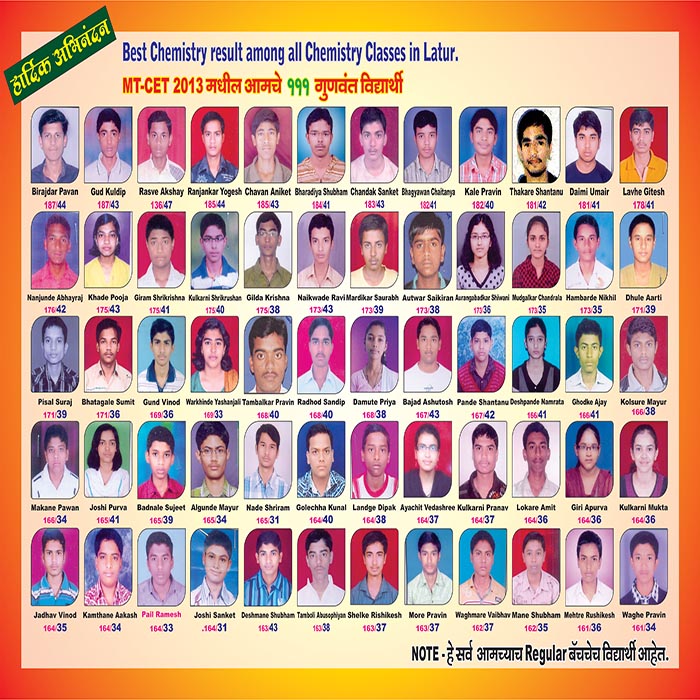 हार्दिक अभिनंदन
Best Chemistry result among all Chemistry Classes in Latur.
MT-CET 2013 मधील आमचे १११ गुणवंत विद्यार्थी
Birajdar Pavan Gud Kuldip Rasve Akshay Ranjankar Yogesh Chavan Aniket Bharadiya Shubham Chandak Sanket Bhagyawan Chaitanya Kale Pravin Thakare Shantanu Daimi Umair Lavhe Gitesh
187/44 187/43 136/47 185/44 185/43 184/41 183/43 182/41 182/40 181/42 181/41 178/41
Nanjunde Abhayraj Khade Pooja Giram Shrikrishna Kulkarni Shrikrushan Gilda Krishna Naikwade Ravi Mardikar Saurabh Autwar Saikiran Aurangabadkar Shiwani Mudgalkar Chandrala Hambarde Nikhil Dhule Aarti
176/42 175/43 175/41 175/40 175/38 173/43 173/39 173/38 173/36 173/35 173/35 171/39
Pisal Suraj Bhatagale Sumit Gund Vinod Warkhinde Yashanjali Tambalkar Pravin Radhod Sandip Damute Priya Bajad Ashutosh Pande Shantanu Deshpande Namrata Ghodke Ajay Kolsure Mayur
171/39 171/36 169/36 169/33 168/40 168/40 168/38 167/43 167/42 166/41 166/41 166/38
Makane Pawan Joshi Purva Badnale Sujeet Algunde Mayur Nade Shriram Golechha Kunal Landge Dipak Ayachit Vedashree Kulkarni Pranav Lokare Amit Giri Apurva Kulkarni Mukta
166/34 165/41 165/39 165/34 165/31 164/40 164/38 164/37 164/37 164/36 164/36 164/36
Jadhav Vinod Kamthane Aakash Pail Ramesh Joshi Sanket Deshmane Shubham Tamboli Abusophiyan Shelke Rishikesh More Pravin Waghmare Vaibhav Mane Shubham Mehtre Rushikesh Waghe Pravin
164/35 164/34 164/33 .164/31 163/43 163/38 163/37 163/37 162/37 162/35 161/36 164/34
NOTE - हे सर्व आमच्याच Regular बॅचचेच विद्यार्थी आहेत.